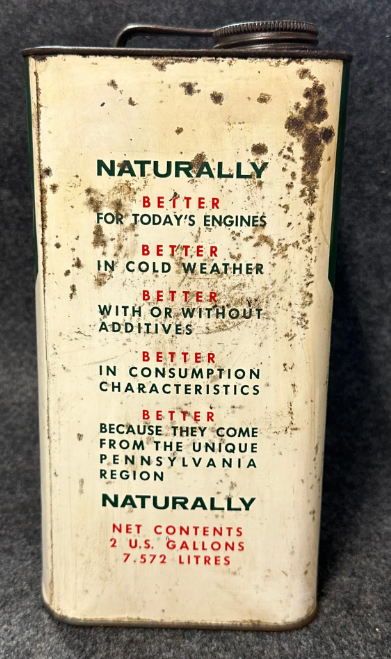 NATURALLY
BETTER
FOR TODAY'S ENGINES
BETTER
IN COLD WEATHER
BETTER
WITH OR WITHOUT
ADDITIVES
BETTER
IN CONSUMPTION
CHARACTERISTICS
BETTER
BECAUSE THEY COME
FROM THE UNIQUE
PENNSYLVANIA
REGION
NATURALLY
NET CONTENTS
2 U.S. GALLONS
7.572 LITRES